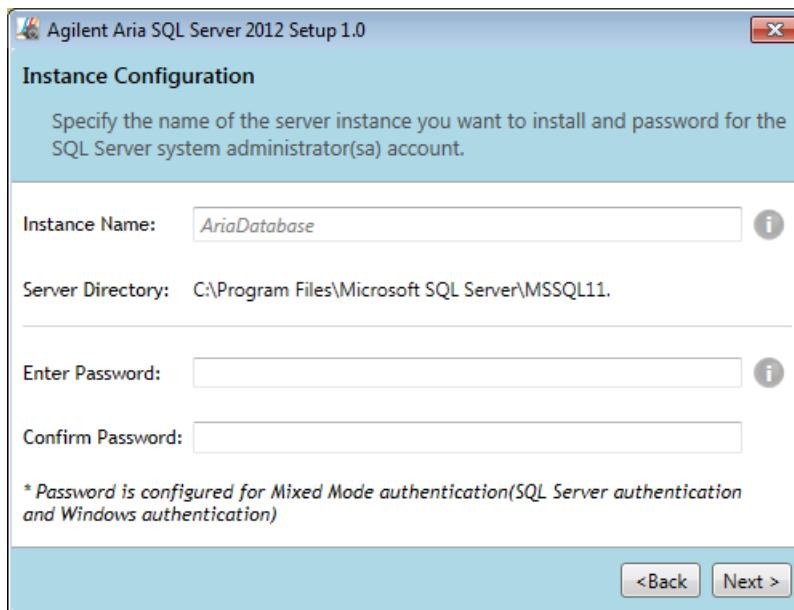 Agilent Aria SQL Server 2012 Setup 1.0
Instance Configuration
Specify the name of the server instance you want to install and password for the
SQL Server system administrator(sa) account.
Instance Name:
AriaDatabase
Server Directory:
C:\Program Files\Microsoft SQL Server\MSSQL11.
Enter Password:
Confirm Password:
* Password is configured for Mixed Mode authentication(SQL Server authentication
and Windows authentication)
<Back
Next >